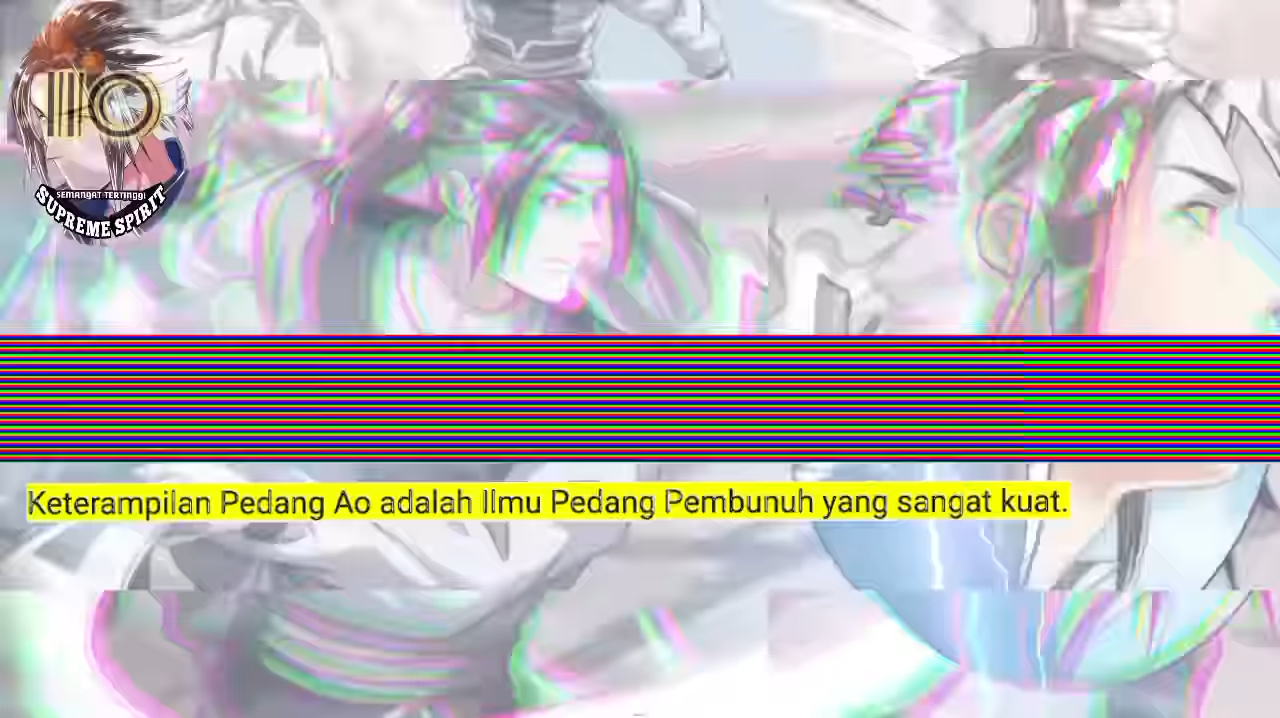 SEMANGAT TERTINGGI
SUPREME SPIRIT
Keterampilan Pedang Ao adalah Ilmu Pedang Pembunuh yang sangat kuat.